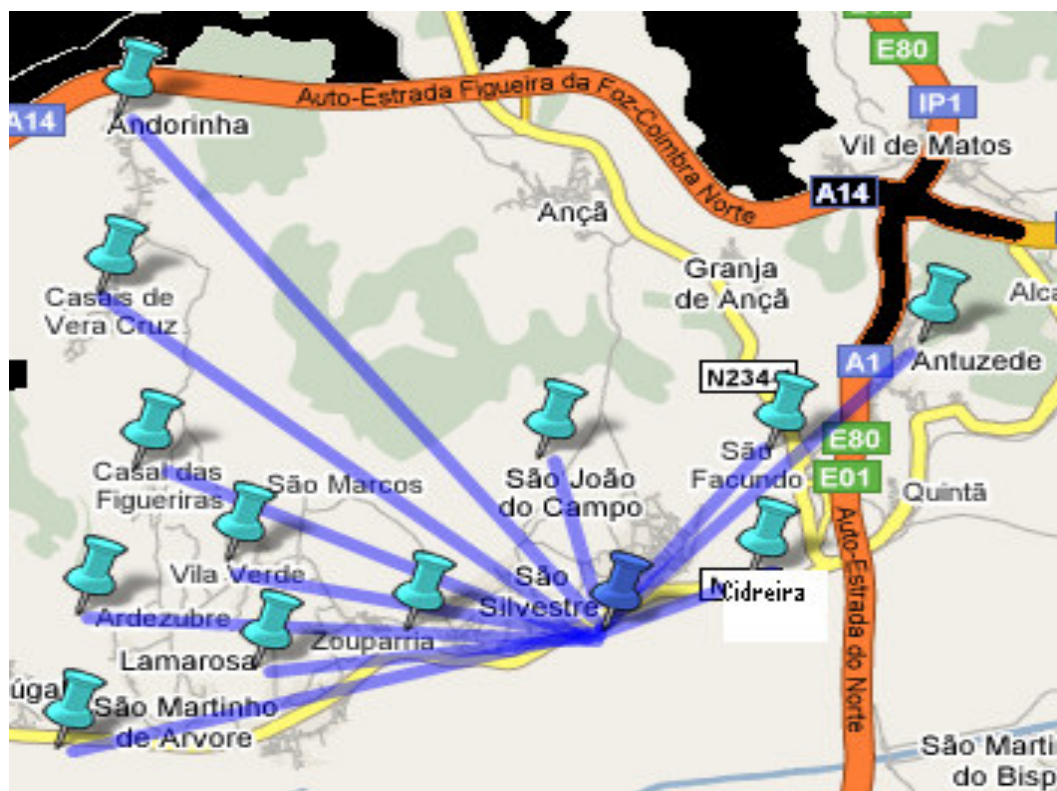 E80
IP1
A14
Auto-Estrada Figueira da Foz-Coimbra Norte
Andorinha
Vil de Matos
A14
Ançã
Granja
de Ançã
Casais de
Vera Cruz
A1
Antuzede
N234
E80
São
Facundo
E01
Quintã
Casai das
Figueriras
São Marcos
São João
do Campo
Auto-Estrada do Norte
Vila Verde
São
Silvestre
Cidreira
Ardezubre
Zouparria
Lamarosa
São Martinho
de Arvore
São Marti
do Bisp